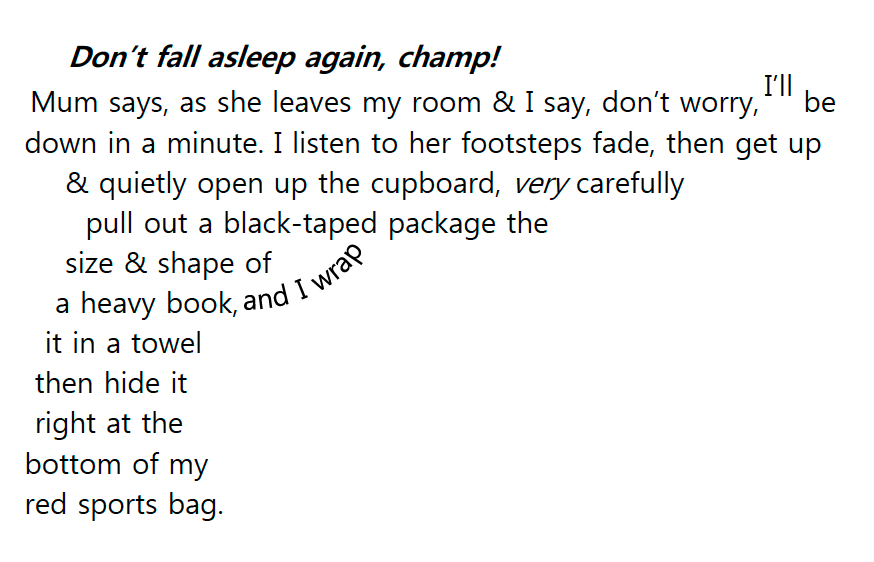 Don’t fall asleep again, champ!
Mum says, as she leaves my room & I say, don’t worry, I’ll be
down in a minute. I listen to her footsteps fade, then get up
& quietly open up the cupboard, very carefully
pull out a black-taped package the
size & shape of
a heavy book, and I wrap
it in a towel
then hide it
right at the
bottom of my
red sports bag.